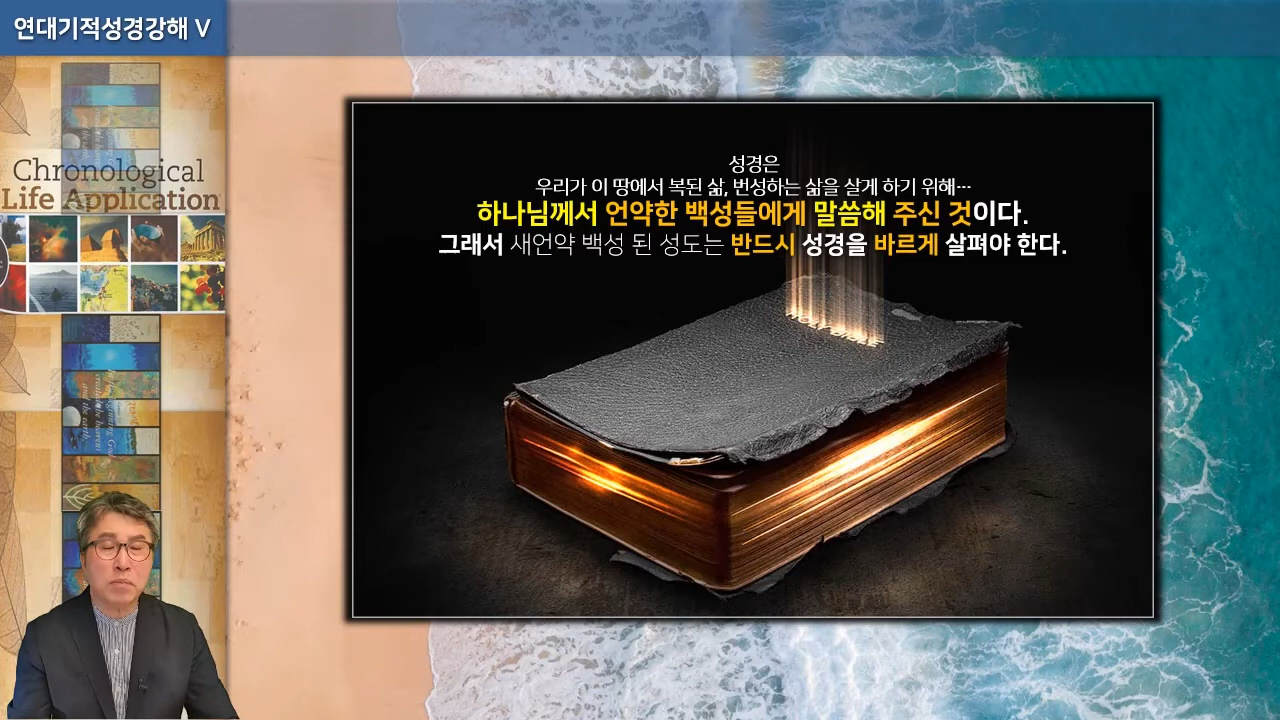 연대기적성경강해 V
Chronological
Life Application
성경은
우리가 이 땅에서 복된 삶, 번성하는 삶을 살게 하기 위해…
하나님께서 언약한 백성들에게 말씀해 주신 것이다.
그래서 새언약 백성 된 성도는 반드시 성경을 바르게 살펴야 한다.
HOLY BIBLE